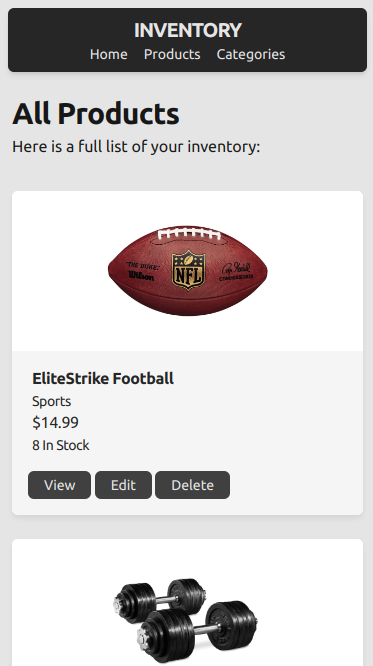 INVENTORY
Home Products Categories
All Products
Here is a full list of your inventory:
"THE DUKE"
Wilson
NFL
EliteStrike Football
Sports
$14.99
8 In Stock
View Edit Delete